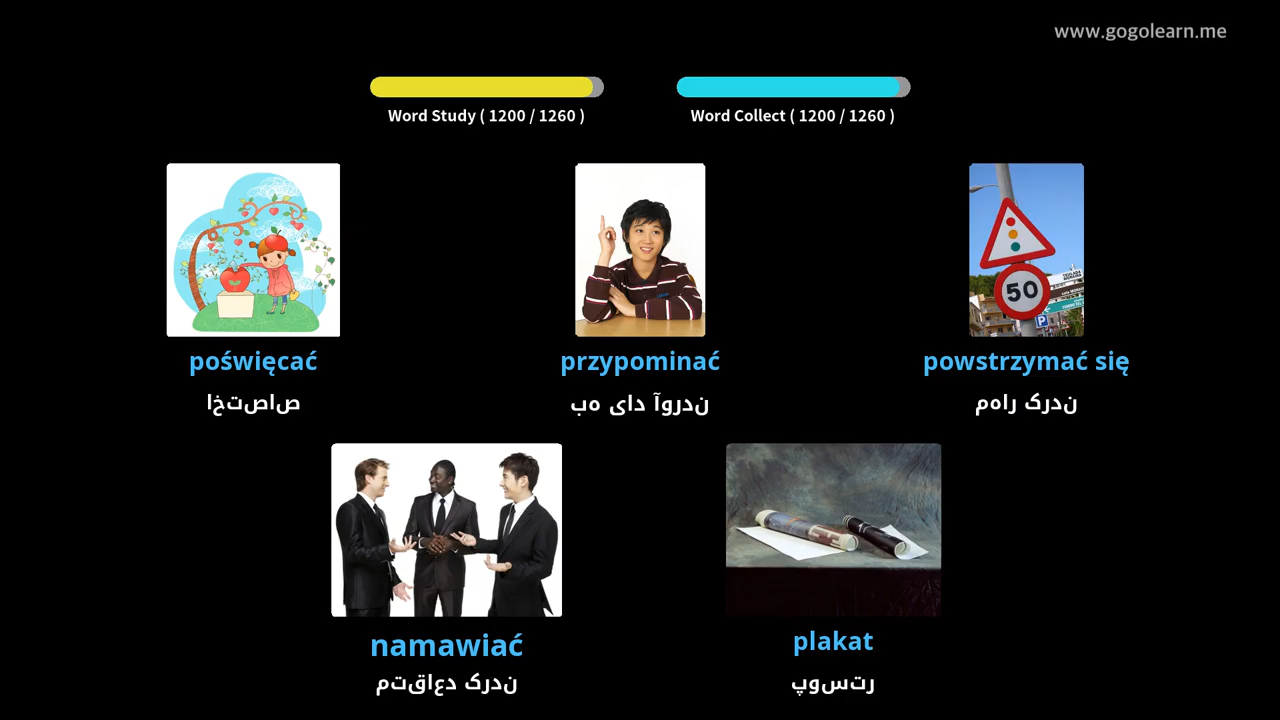 www.gogolearn.me
Word Study ( 1200 / 1260 )
Word Collect ( 1200 / 1260 )
50
P
poświęcać
przypominać
powstrzymać się
اختصاص
به یاد آوردن
مهار کردن
namawiać
plakat
متقاعد کردن
پوستر